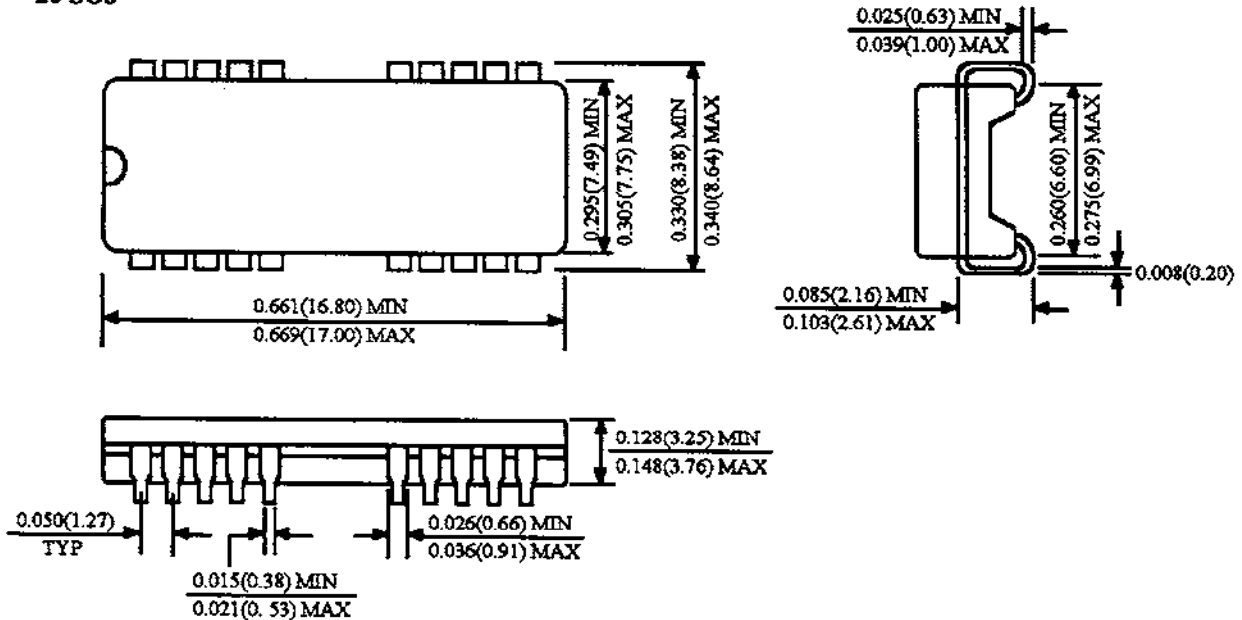 0.025(0.63) MIN
0.039(1.00) MAX
0.295(7.49) MIN
0.305(7.75) MAX
0.330(8.38) MIN
0.340(8.64) MAX
0.260(6.60) MIN
0.275(6.99) MAX
0.008(0.20)
0.085(2.16) MIN
0.103(2.61) MAX
0.661(16.80) MIN
0.669(17.00) MAX
0.128(3.25) MIN
0.148(3.76) MAX
0.050(1.27)
TYP
0.026(0.66) MIN
0.036(0.91) MAX
0.015(0.38) MIN
0.021(0. 53) MAX